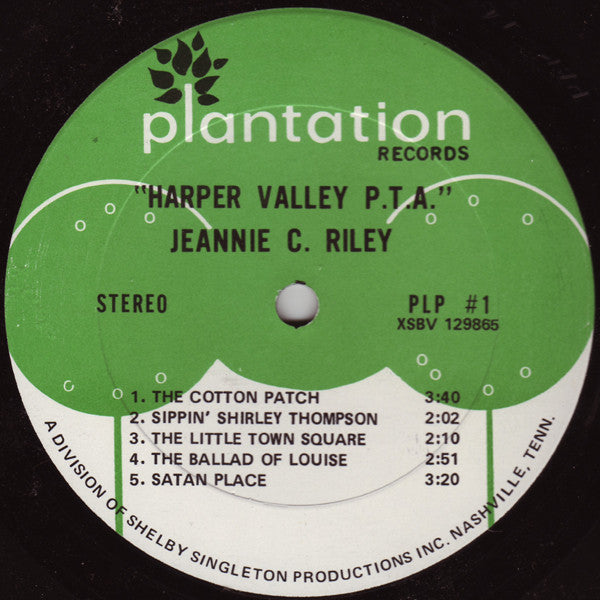 plantation
RECORDS
"HARPER VALLEY P.T.A."
JEANNIE C. RILEY
STEREO
PLP #1
XSBV 129865
1. THE COTTON PATCH 3:40
2. SIPPIN' SHIRLEY THOMPSON 2:02
3. THE LITTLE TOWN SQUARE 2:10
4. THE BALLAD OF LOUISE 2:51
5. SATAN PLACE 3:20
A DIVISION OF SHELBY SINGLETON PRODUCTIONS INC. NASHVILLE, TENN.